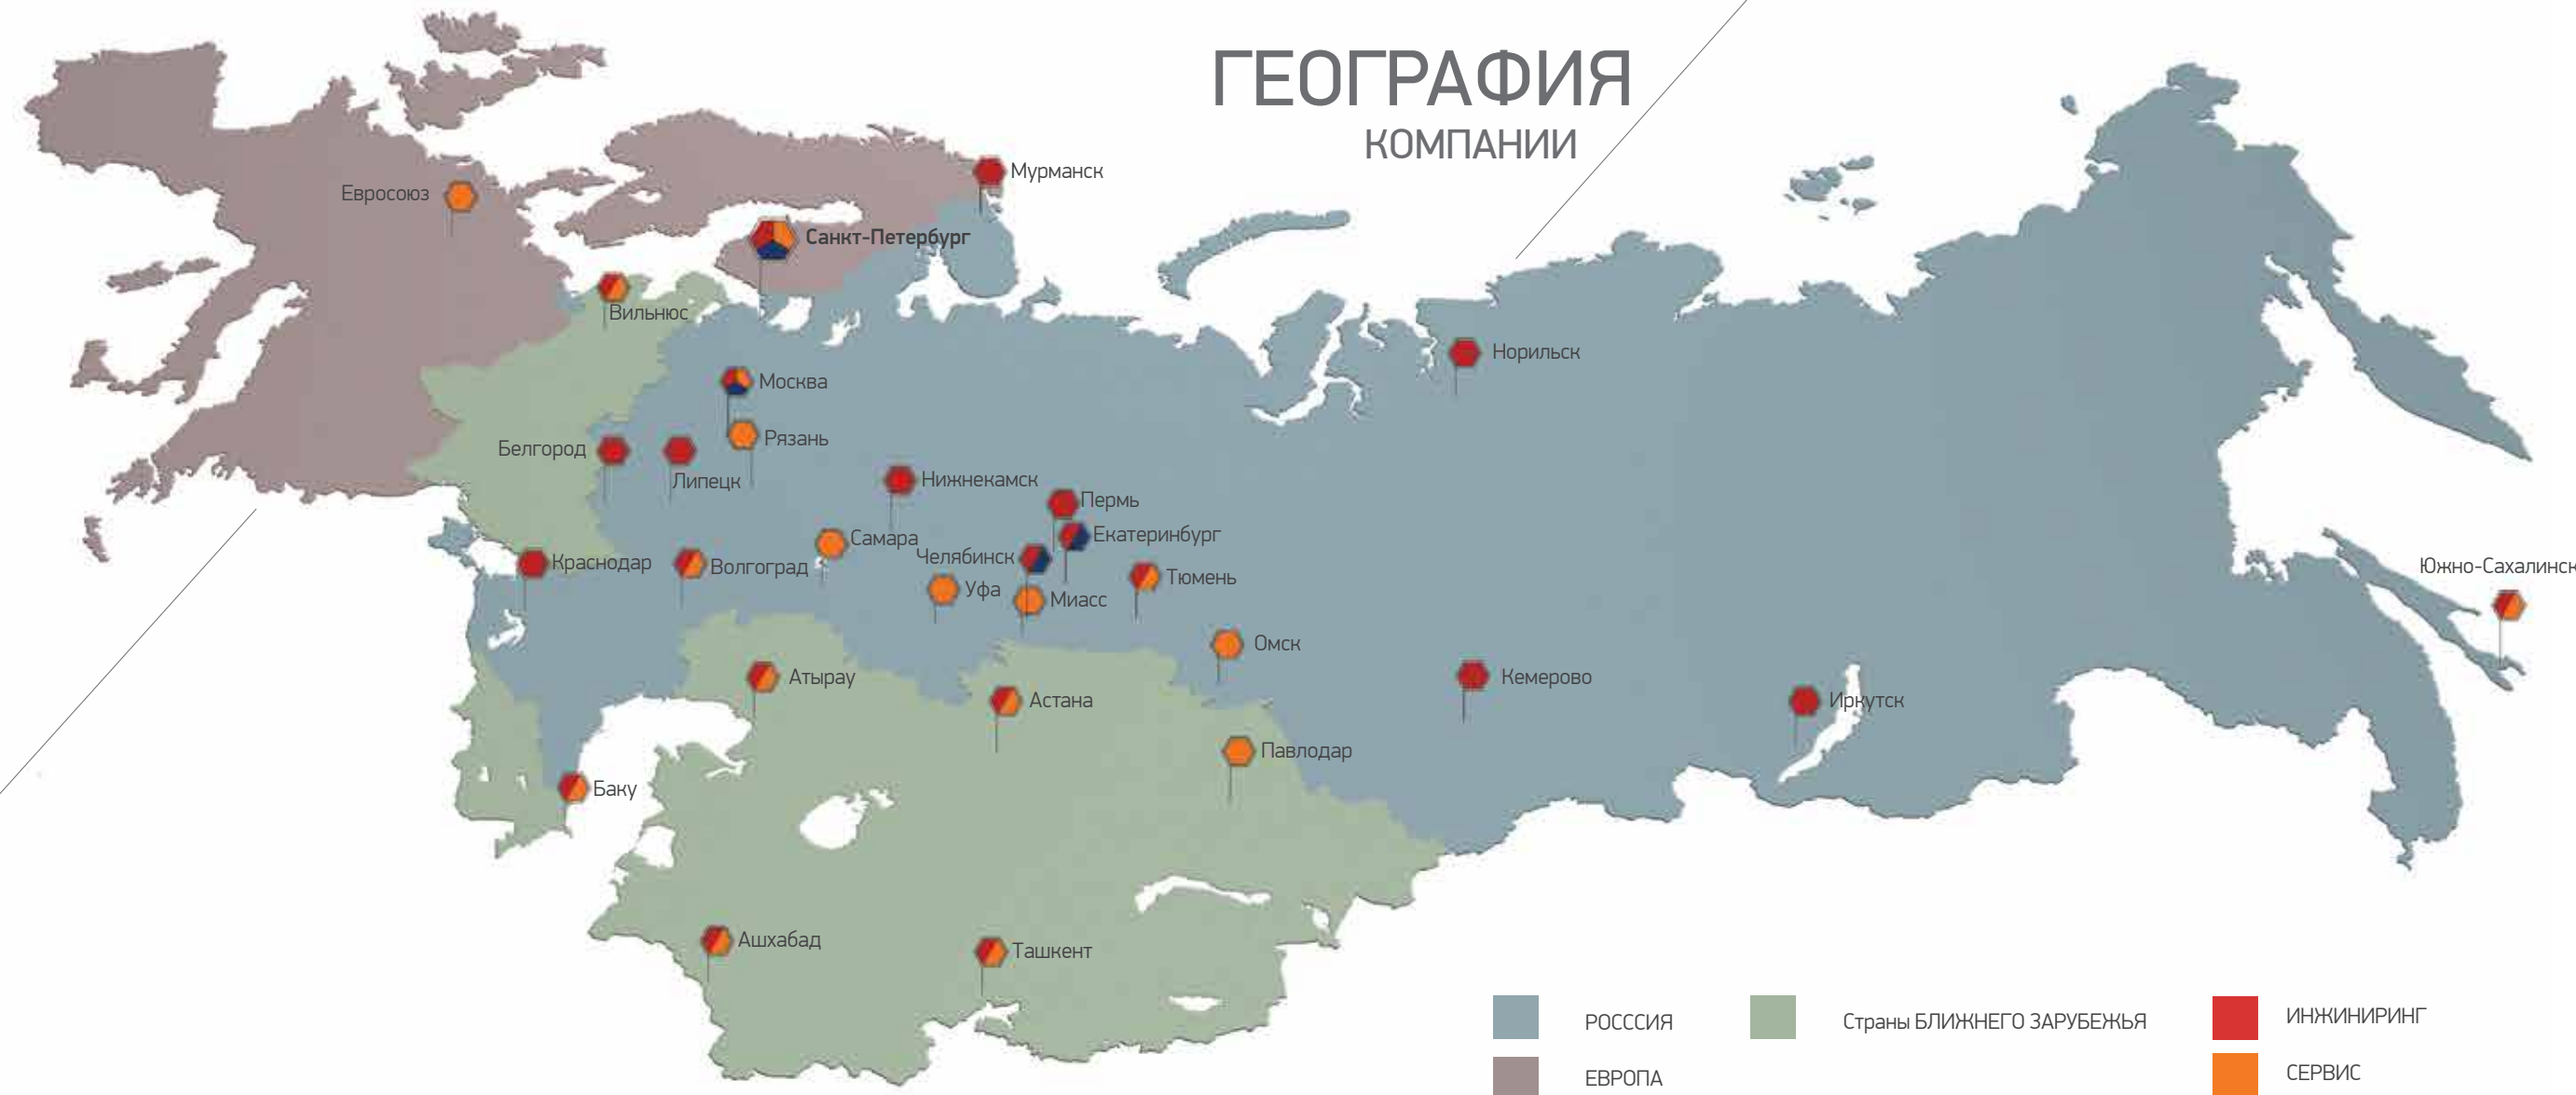 ГЕОГРАФИЯ
КОМПАНИИ
Мурманск
Евросоюз
Санкт-Петербург
Вильнюс
Норильск
Москва
Рязань
Белгород
Липецк
Нижнекамск
Пермь
Екатеринбург
Самара
Челябинск
Краснодар
Волгоград
Тюмень
Уфа
Миасс
Южно-Сахалинск
Омск
Атырау
Астана
Кемерово
Иркутск
Павлодар
Баку
Ашхабад
Ташкент
РОСССИЯ
Страны БЛИЖНЕГО ЗАРУБЕЖЬЯ
ИНЖИНИРИНГ
ЕВРОПА
СЕРВИС